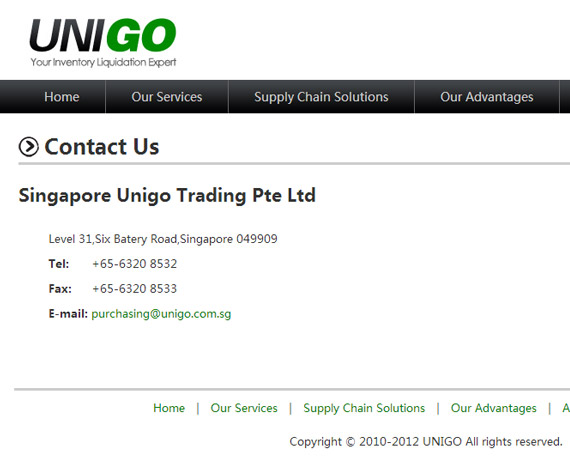 UNIGO
Your Inventory Liquidation Expert
Home Our Services Supply Chain Solutions Our Advantages
Contact Us
Singapore Unigo Trading Pte Ltd
Level 31,Six Batery Road,Singapore 049909
Tel: +65-6320 8532
Fax: +65-6320 8533
E-mail: purchasing@unigo.com.sg
Home | Our Services | Supply Chain Solutions | Our Advantages | A
Copyright © 2010-2012 UNIGO All rights reserved.